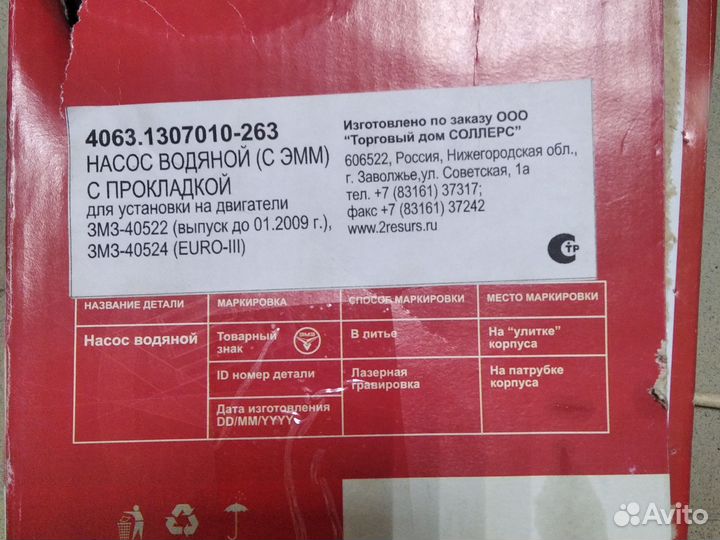 4063.1307010-263
НАСОС ВОДЯНОЙ (С ЭММ)
С ПРОКЛАДКОЙ
для установки на двигатели
ЗМЗ-40522 (выпуск до 01.2009 г.),
ЗМЗ-40524 (EURO-III)
Изготовлено по заказу ООО
“Торговый дом СОЛЛЕРС”
606522, Россия, Нижегородская обл.,
г. Заволжье,ул. Советская, 1а
тел. +7 (83161) 37317;
факс +7 (83161) 37242
www.2resurs.ru
СТР
НАЗВАНИЕ ДЕТАЛИ МАРКИРОВКА СПОСОБ МАРКИРОВКИ МЕСТО МАРКИРОВКИ
Насос водяной Товарный знак В литье На “улитке” корпуса
ID номер детали Лазерная гравировка На патрубке корпуса
Дата изготовления
DD/MM/YYYY
Avito